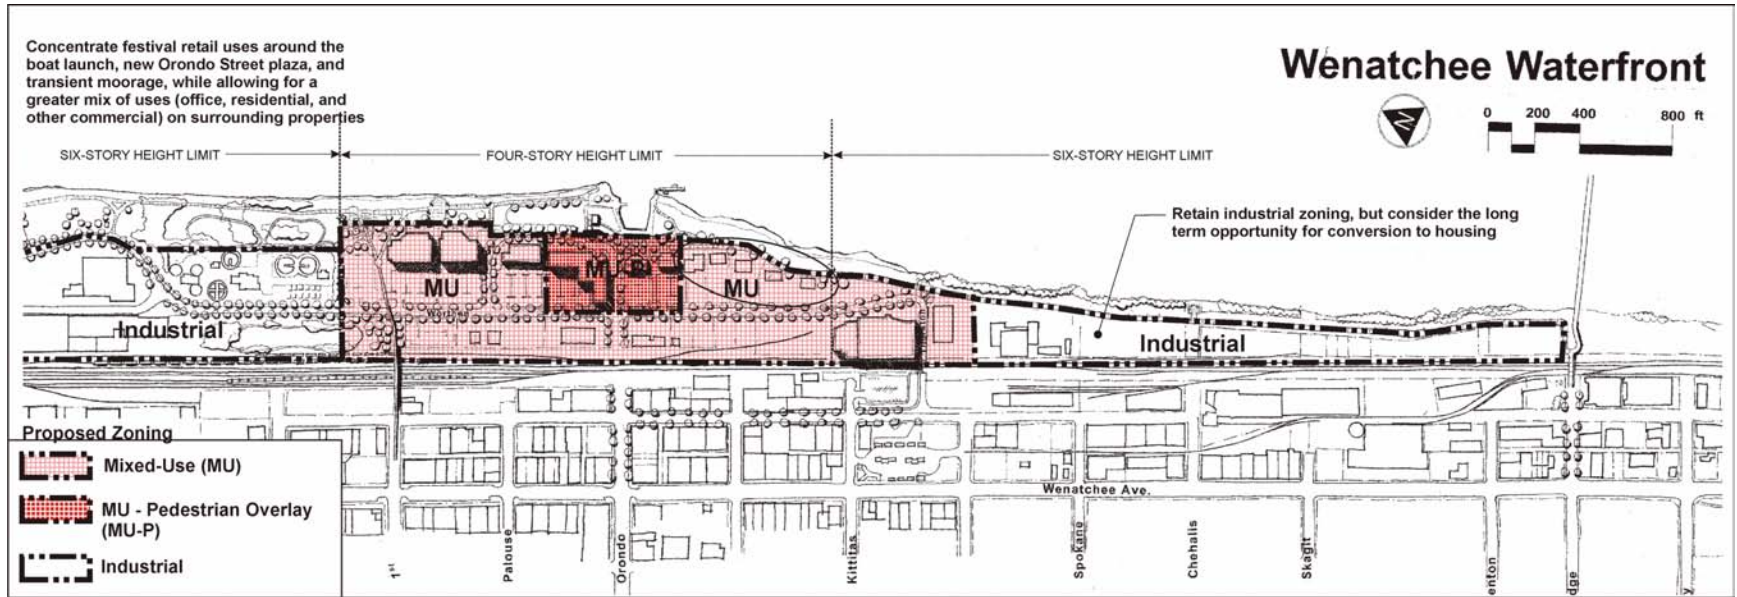 Concentrate festival retail uses around the
boat launch, new Orondo Street plaza, and
transient moorage, while allowing for a
greater mix of uses (office, residential, and
other commercial) on surrounding properties
Wenatchee Waterfront
N
0 200 400 800 ft
SIX-STORY HEIGHT LIMIT
FOUR-STORY HEIGHT LIMIT
SIX-STORY HEIGHT LIMIT
Retain industrial zoning, but consider the long
term opportunity for conversion to housing
MU
MU-P
MU
Industrial
Industrial
Proposed Zoning
Mixed-Use (MU)
MU - Pedestrian Overlay
(MU-P)
Industrial
Wenatchee Ave.
1st
Palouse
Orondo
Kittitas
Spokane
Chehalis
Skagit
enton
dge
y